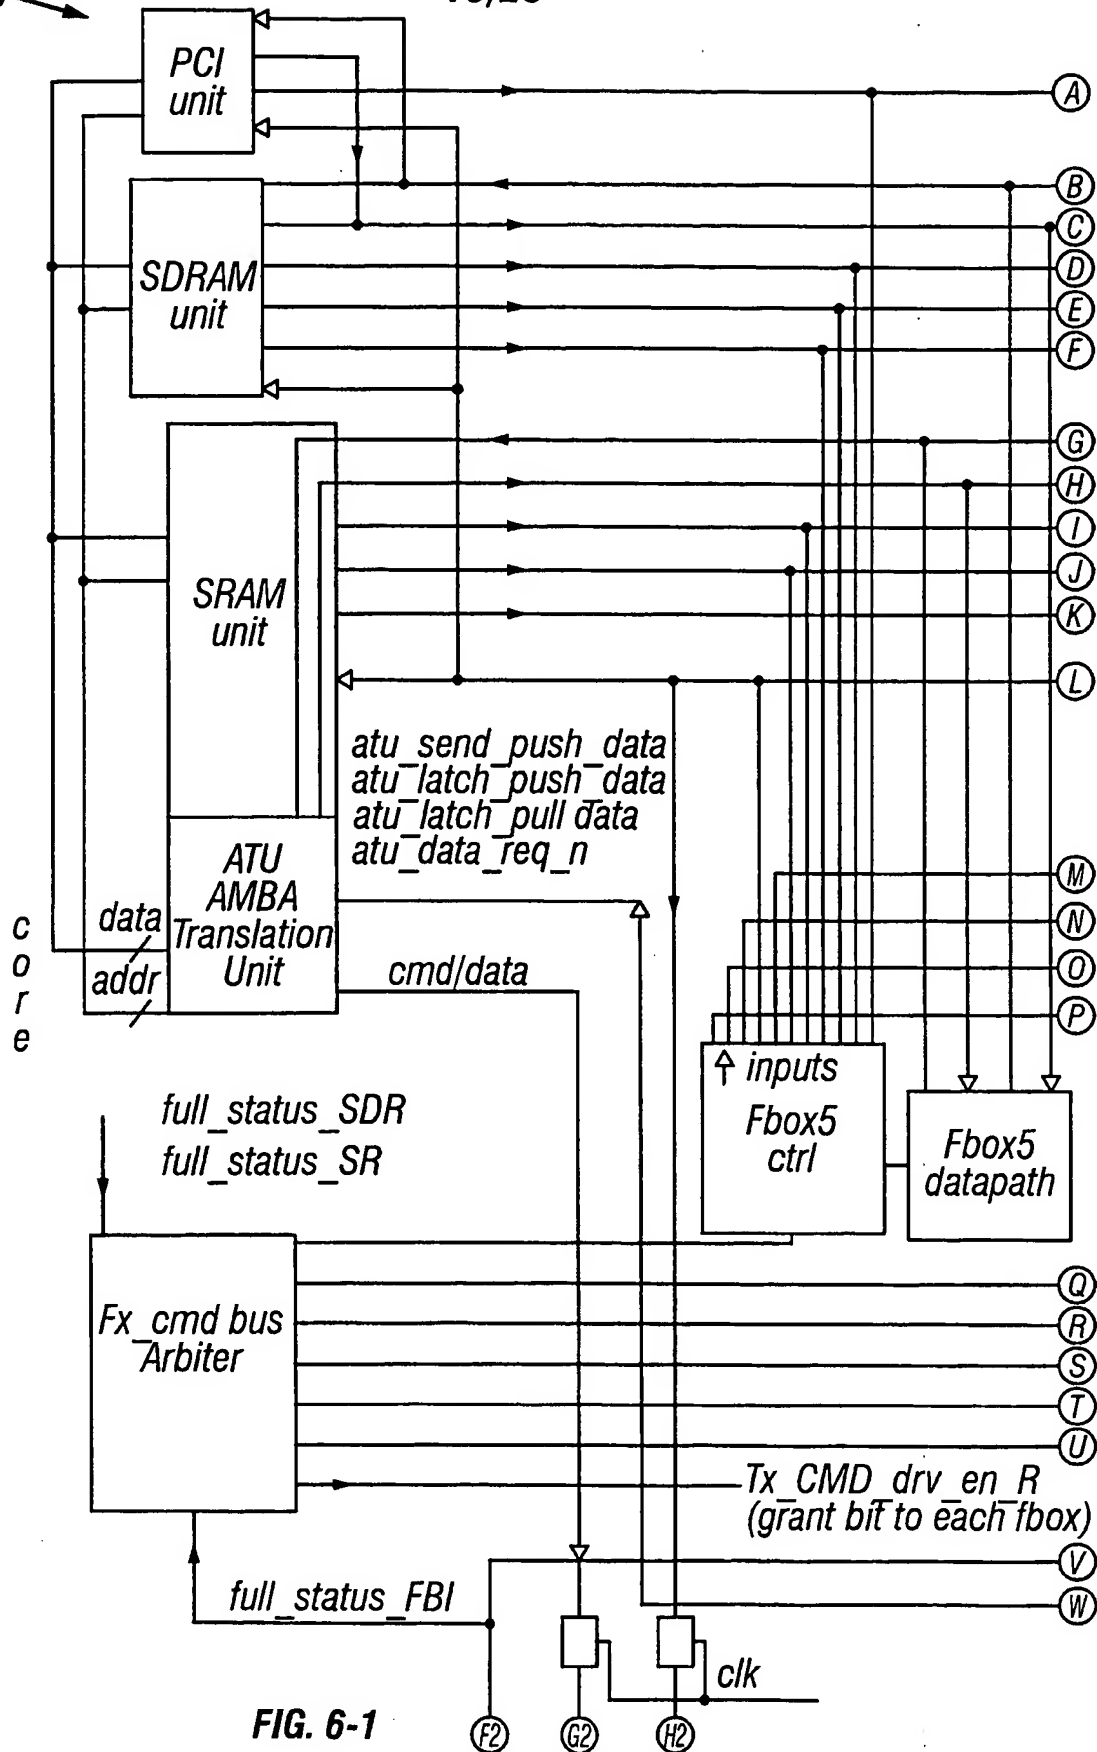 PCI
unit
A
B
C
SDRAM
unit
D
E
F
G
H
I
SRAM
unit
J
K
L
atu_send_push_data
atu_latch_push_data
atu_latch_pull data
atu_data_req_n
ATU
AMBA
Translation
Unit
core
data
addr
cmd/data
M
N
O
P
inputs
Fbox5
ctrl
Fbox5
datapath
full_status_SDR
full_status_SR
Fx_cmd bus
Arbiter
Q
R
S
T
U
Tx_CMD_drv_en_R
(grant bit to each fbox)
V
full_status_FBI
W
clk
FIG. 6-1
F2
G2
H2